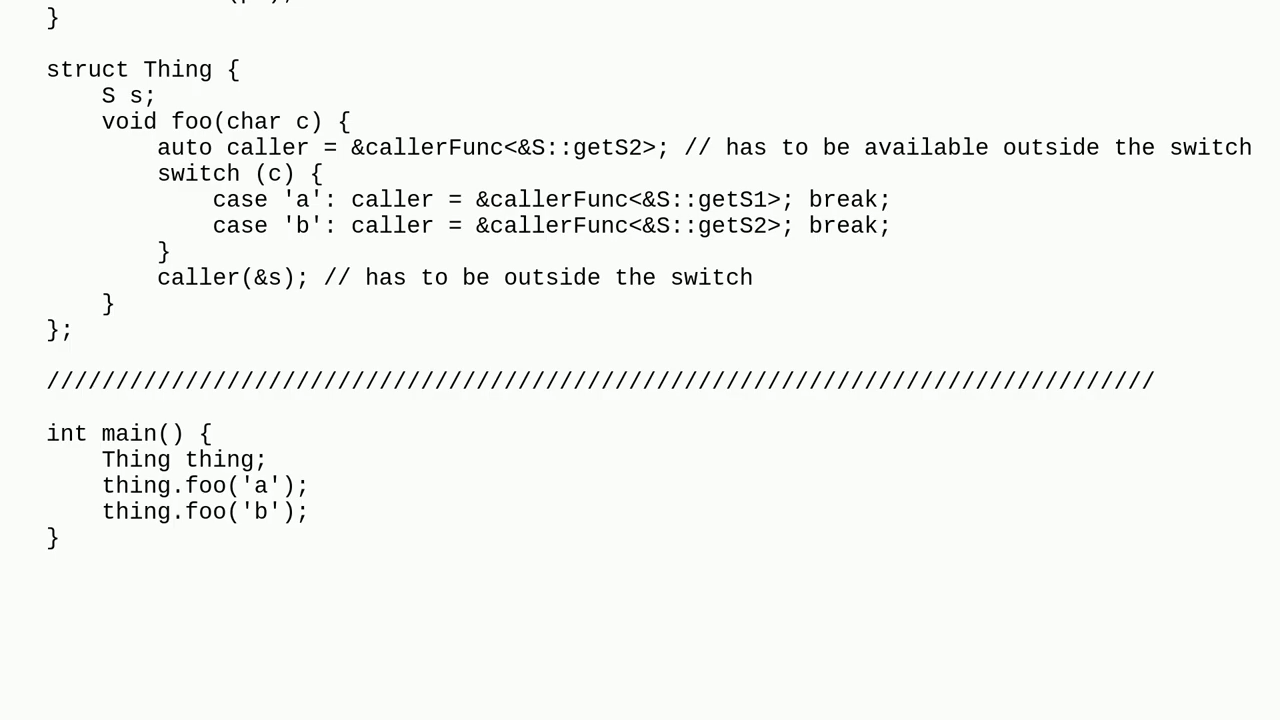 }
struct Thing {
    S s;
    void foo(char c) {
        auto caller = &callerFunc<&S::getS2>; // has to be available outside the switch
        switch (c) {
            case 'a': caller = &callerFunc<&S::getS1>; break;
            case 'b': caller = &callerFunc<&S::getS2>; break;
        }
        caller(&s); // has to be outside the switch
    }
};
////////////////////////////////////////////////////////////////////////////////
int main() {
    Thing thing;
    thing.foo('a');
    thing.foo('b');
}